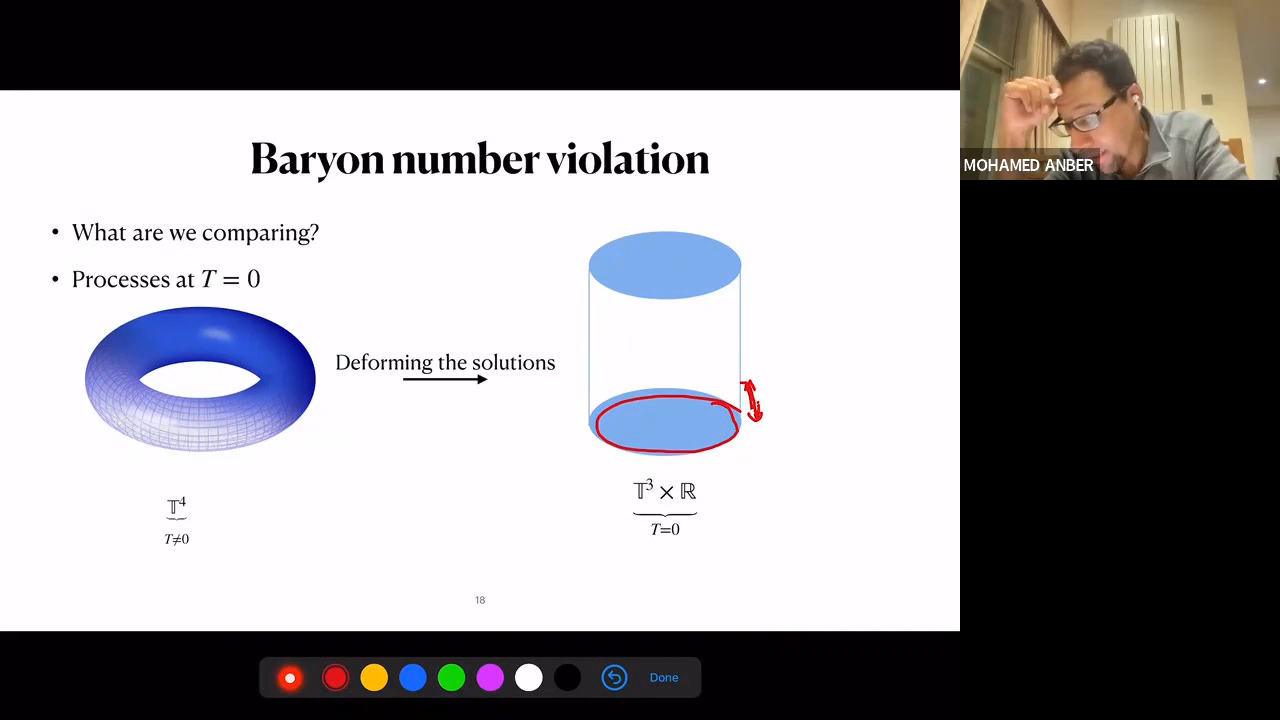 Baryon number violation
• What are we comparing?
• Processes at T = 0
Deforming the solutions
𝕋⁴
T≠0
𝕋³ × ℝ
T=0
18
MOHAMED ANBER
Done